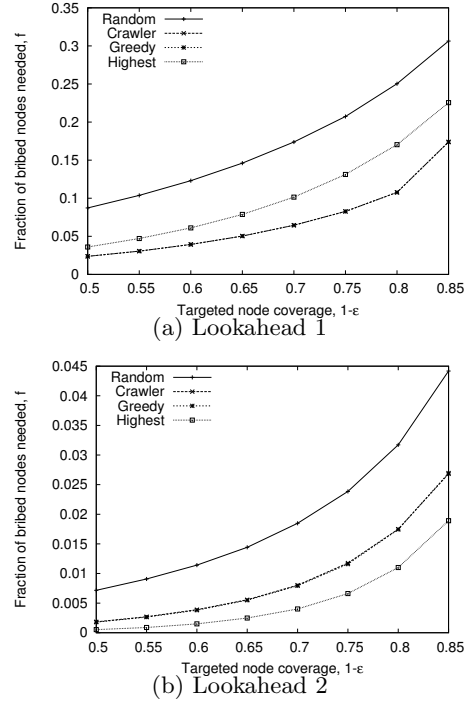 0.35
0.3
0.25
0.2
0.15
0.1
0.05
0
Fraction of bribed nodes needed, f
Random
Crawler
Greedy
Highest
0.5 0.55 0.6 0.65 0.7 0.75 0.8 0.85
Targeted node coverage, 1-ε
(a) Lookahead 1
0.045
0.04
0.035
0.03
0.025
0.02
0.015
0.01
0.005
0
Fraction of bribed nodes needed, f
Random
Crawler
Greedy
Highest
0.5 0.55 0.6 0.65 0.7 0.75 0.8 0.85
Targeted node coverage, 1-ε
(b) Lookahead 2